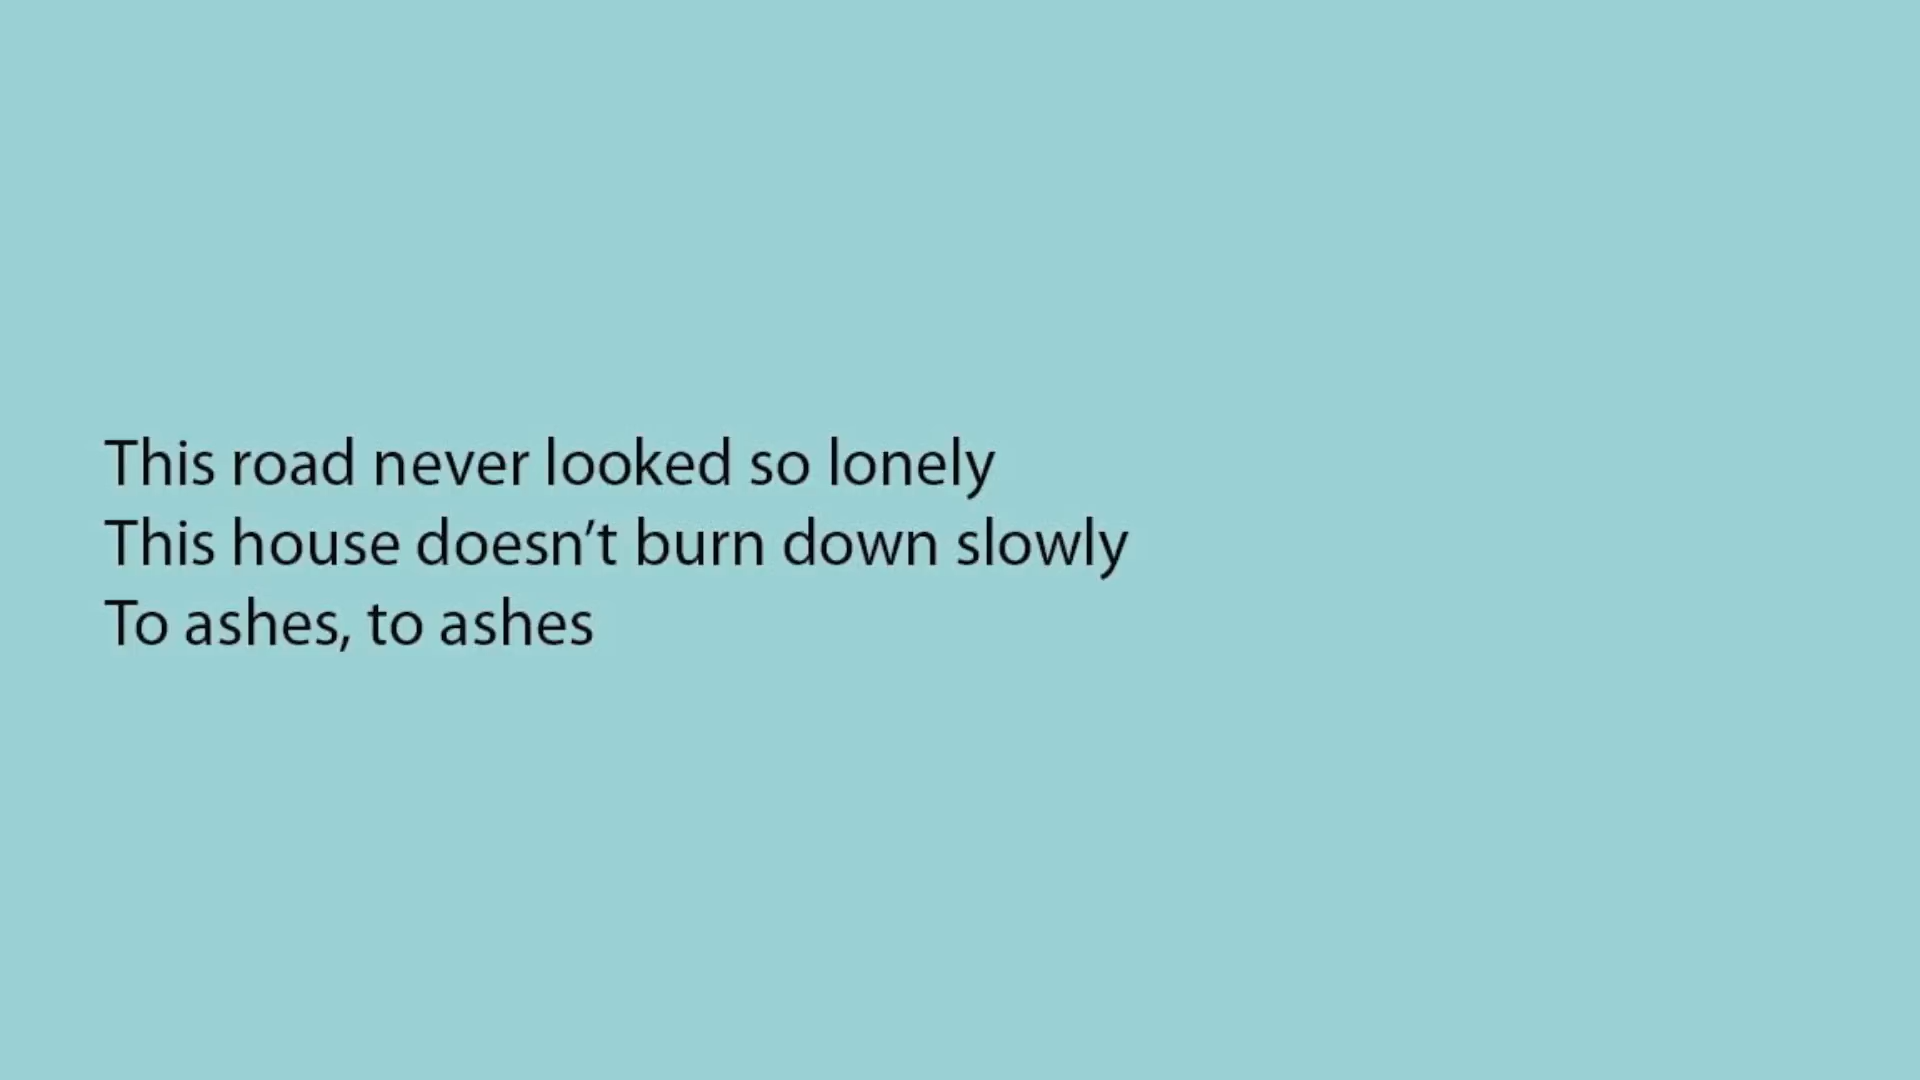 This road never looked so lonely
This house doesn’t burn down slowly
To ashes, to ashes